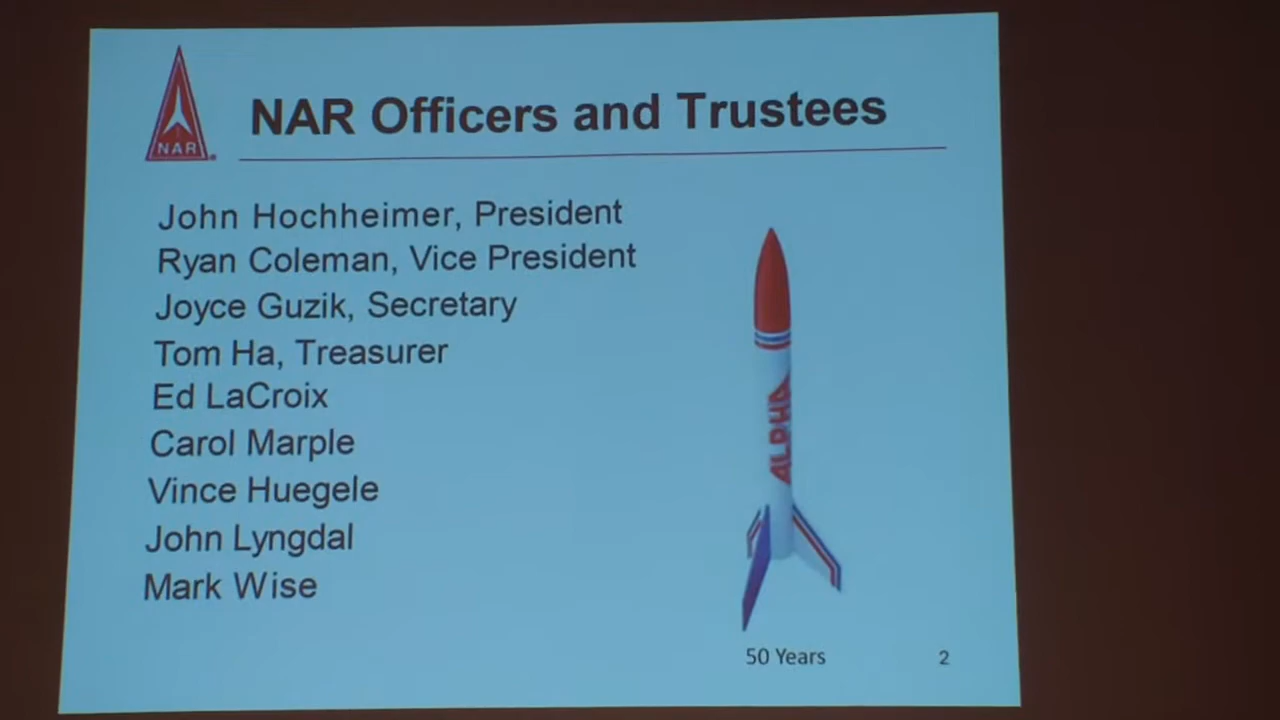 NAR
NAR Officers and Trustees
John Hochheimer, President
Ryan Coleman, Vice President
Joyce Guzik, Secretary
Tom Ha, Treasurer
Ed LaCroix
Carol Marple
Vince Huegele
John Lyngdal
Mark Wise
ALPHA
50 Years
2